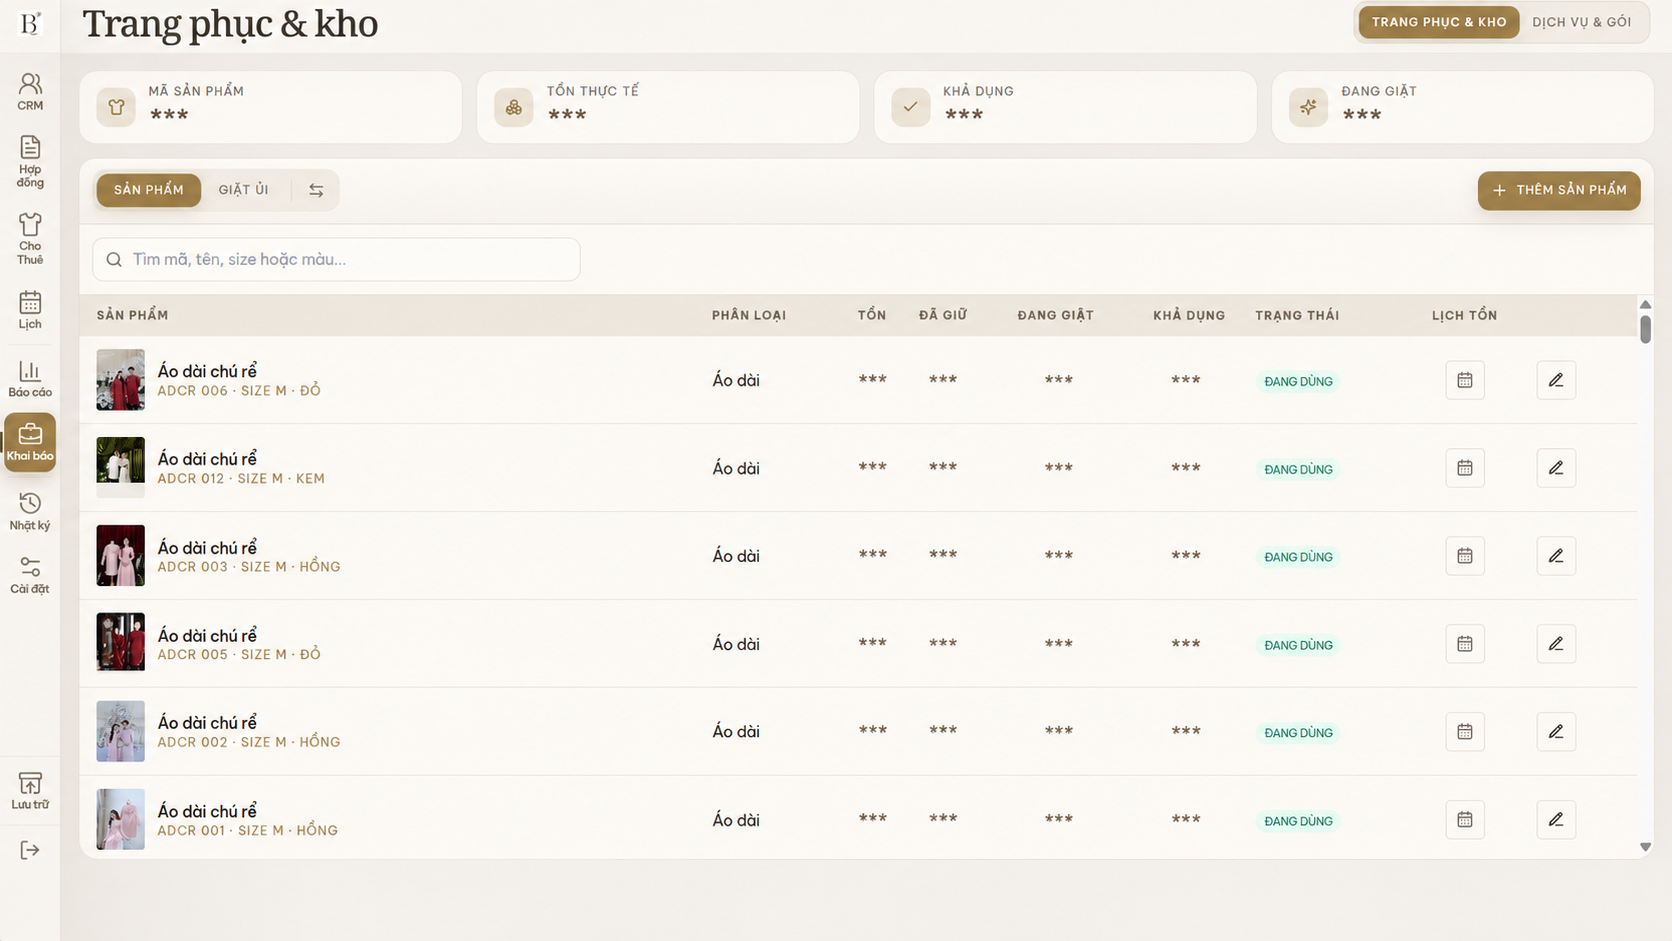 B
Trang phục & kho
TRANG PHỤC & KHO
DỊCH VỤ & GÓI
CRM
Hợp đồng
Cho Thuê
Lịch
Báo cáo
Khai báo
Nhật ký
Cài đặt
Lưu trữ
MÃ SẢN PHẨM
***
TỒN THỰC TẾ
***
KHẢ DỤNG
***
ĐANG GIẶT
***
SẢN PHẨM
GIẶT ỦI
THÊM SẢN PHẨM
Tìm mã, tên, size hoặc màu...
SẢN PHẨM PHÂN LOẠI TỒN ĐÃ GIỮ ĐANG GIẶT KHẢ DỤNG TRẠNG THÁI LỊCH TỒN
Áo dài chú rể
ADCR 006 · SIZE M · ĐỎ
Áo dài *** *** *** *** ĐANG DÙNG
Áo dài chú rể
ADCR 012 · SIZE M · KEM
Áo dài *** *** *** *** ĐANG DÙNG
Áo dài chú rể
ADCR 003 · SIZE M · HỒNG
Áo dài *** *** *** *** ĐANG DÙNG
Áo dài chú rể
ADCR 005 · SIZE M · ĐỎ
Áo dài *** *** *** *** ĐANG DÙNG
Áo dài chú rể
ADCR 002 · SIZE M · HỒNG
Áo dài *** *** *** *** ĐANG DÙNG
Áo dài chú rể
ADCR 001 · SIZE M · HỒNG
Áo dài *** *** *** *** ĐANG DÙNG